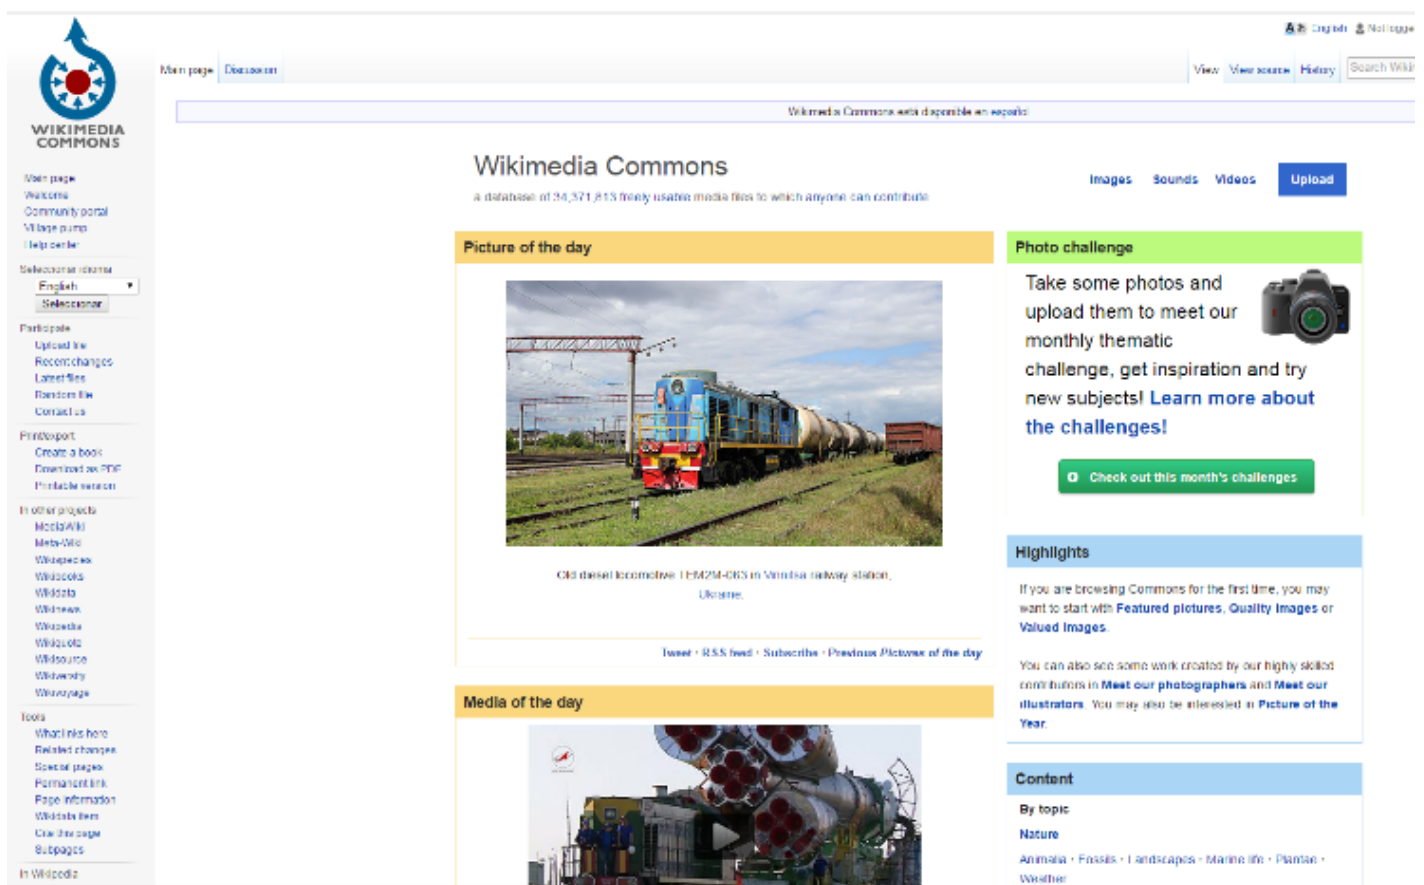 English Not logge
Main page Discussion
View View source History Search Wiki
WIKIMEDIA
COMMONS
Wikimedia Commons está disponible en español
Wikimedia Commons
a database of 34,371,813 freely usable media files to which anyone can contribute
Images Sounds Videos Upload
Main page
Welcome
Community portal
Village pump
Help center
Seleccionar idioma
English
Seleccionar
Participate
Upload file
Recent changes
Latest files
Random file
Contact us
Print/export
Create a book
Download as PDF
Printable version
In other projects
MediaWiki
Meta-Wiki
Wikispecies
Wikibooks
Wikidata
Wikinews
Wikipedia
Wikiquote
Wikisource
Wikiversity
Wikivoyage
Tools
What links here
Related changes
Special pages
Permanent link
Page information
Wikidata item
Cite this page
Subpages
In Wikipedia
Picture of the day
Old diesel locomotive TEM2M-063 in Vinnitsa railway station,
Ukraine.
Tweet · RSS feed · Subscribe · Previous Pictures of the day
Media of the day
Photo challenge
Take some photos and
upload them to meet our
monthly thematic
challenge, get inspiration and try
new subjects! Learn more about
the challenges!
Check out this month's challenges
Highlights
If you are browsing Commons for the first time, you may
want to start with Featured pictures, Quality images or
Valued images.
You can also see some work created by our highly skilled
contributors in Meet our photographers and Meet our
illustrators. You may also be interested in Picture of the
Year.
Content
By topic
Nature
Animalia · Fossils · Landscapes · Marine life · Plantae ·
Weather